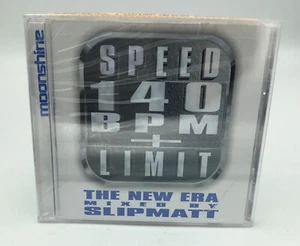 moonshine
SPEED
140
BPM
+
LIMIT
THE NEW ERA
MIXED BY
SLIPMATT